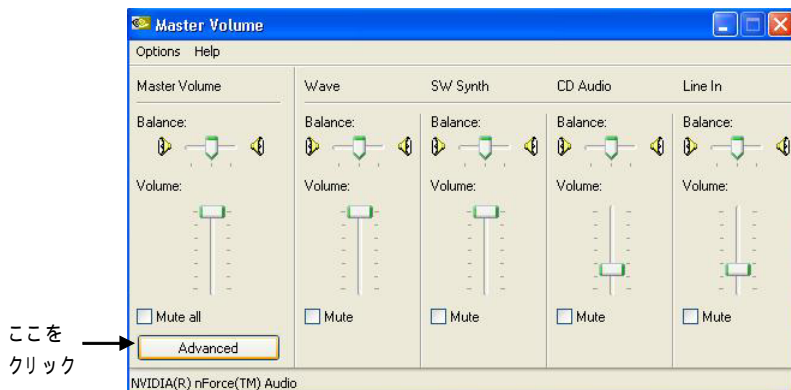 Master Volume
Options Help
Master Volume Wave SW Synth CD Audio Line In
Balance: Balance: Balance: Balance: Balance:
Volume: Volume: Volume: Volume: Volume:
Mute all Mute Mute Mute Mute
ここを
クリック
Advanced
NVIDIA(R) nForce(TM) Audio